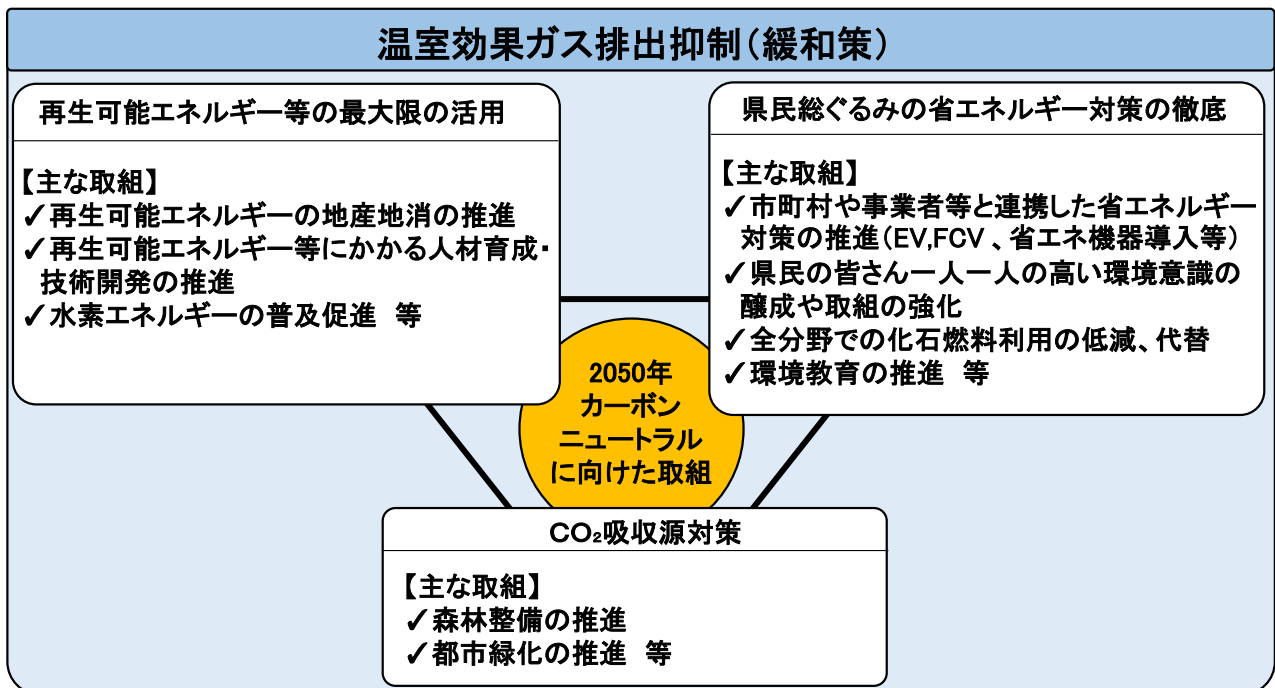 温室効果ガス排出抑制（緩和策）
再生可能エネルギー等の最大限の活用
【主な取組】
✓再生可能エネルギーの地産地消の推進
✓再生可能エネルギー等にかかる人材育成・
技術開発の推進
✓水素エネルギーの普及促進　等
県民総ぐるみの省エネルギー対策の徹底
【主な取組】
✓市町村や事業者等と連携した省エネルギー
対策の推進（EV,FCV、省エネ機器導入等）
✓県民の皆さん一人一人の高い環境意識の
醸成や取組の強化
✓全分野での化石燃料利用の低減、代替
✓環境教育の推進　等
2050年
カーボン
ニュートラル
に向けた取組
CO₂吸収源対策
【主な取組】
✓森林整備の推進
✓都市緑化の推進　等